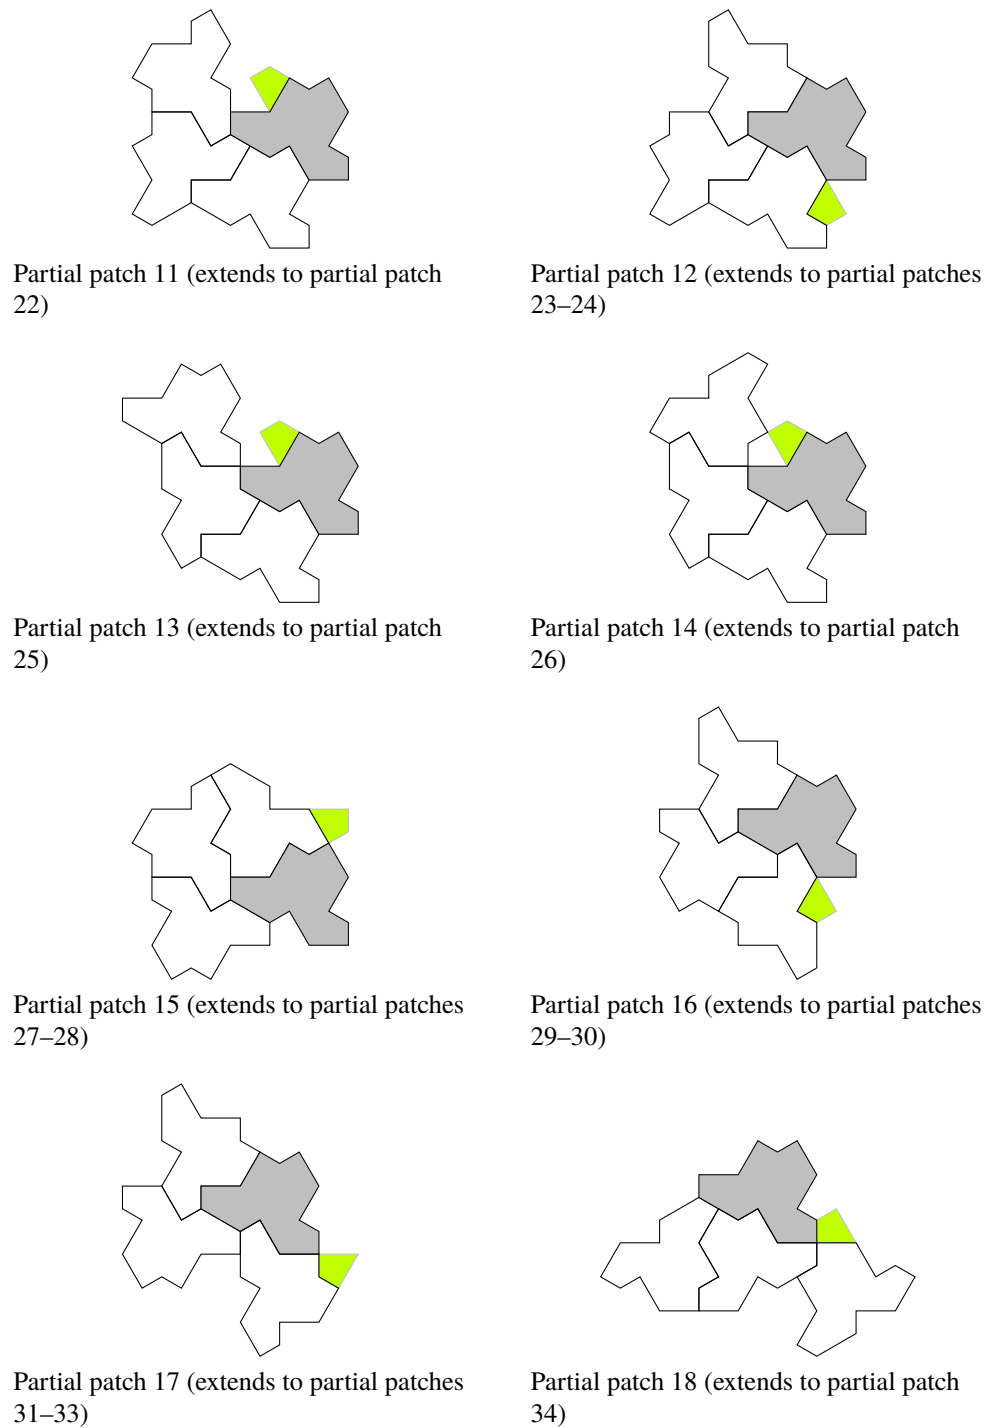 Partial patch 11 (extends to partial patch
22)
Partial patch 12 (extends to partial patches
23–24)
Partial patch 13 (extends to partial patch
25)
Partial patch 14 (extends to partial patch
26)
Partial patch 15 (extends to partial patches
27–28)
Partial patch 16 (extends to partial patches
29–30)
Partial patch 17 (extends to partial patches
31–33)
Partial patch 18 (extends to partial patch
34)